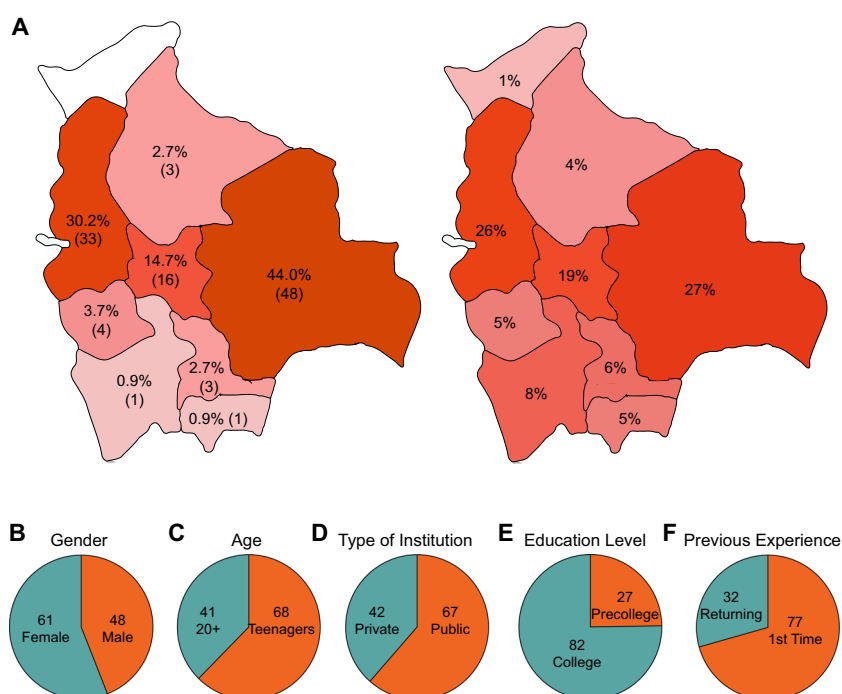 A
2.7%
(3)
30.2%
(33)
14.7%
(16)
44.0%
(48)
3.7%
(4)
2.7%
(3)
0.9%
(1)
0.9% (1)
1%
4%
26%
19%
27%
5%
6%
8%
5%
B Gender
61
Female
48
Male
C Age
41
20+
68
Teenagers
D Type of Institution
42
Private
67
Public
E Education Level
27
Precollege
82
College
F Previous Experience
32
Returning
77
1st Time